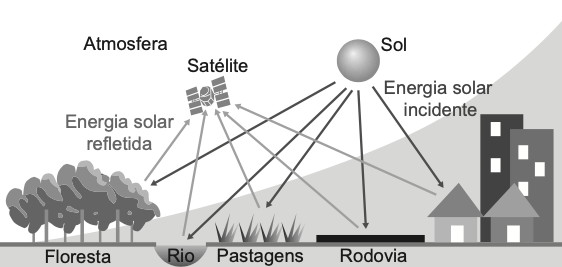 Atmosfera
Sol
Satélite
Energia solar
incidente
Energia solar
refletida
Floresta
Rio
Pastagens
Rodovia